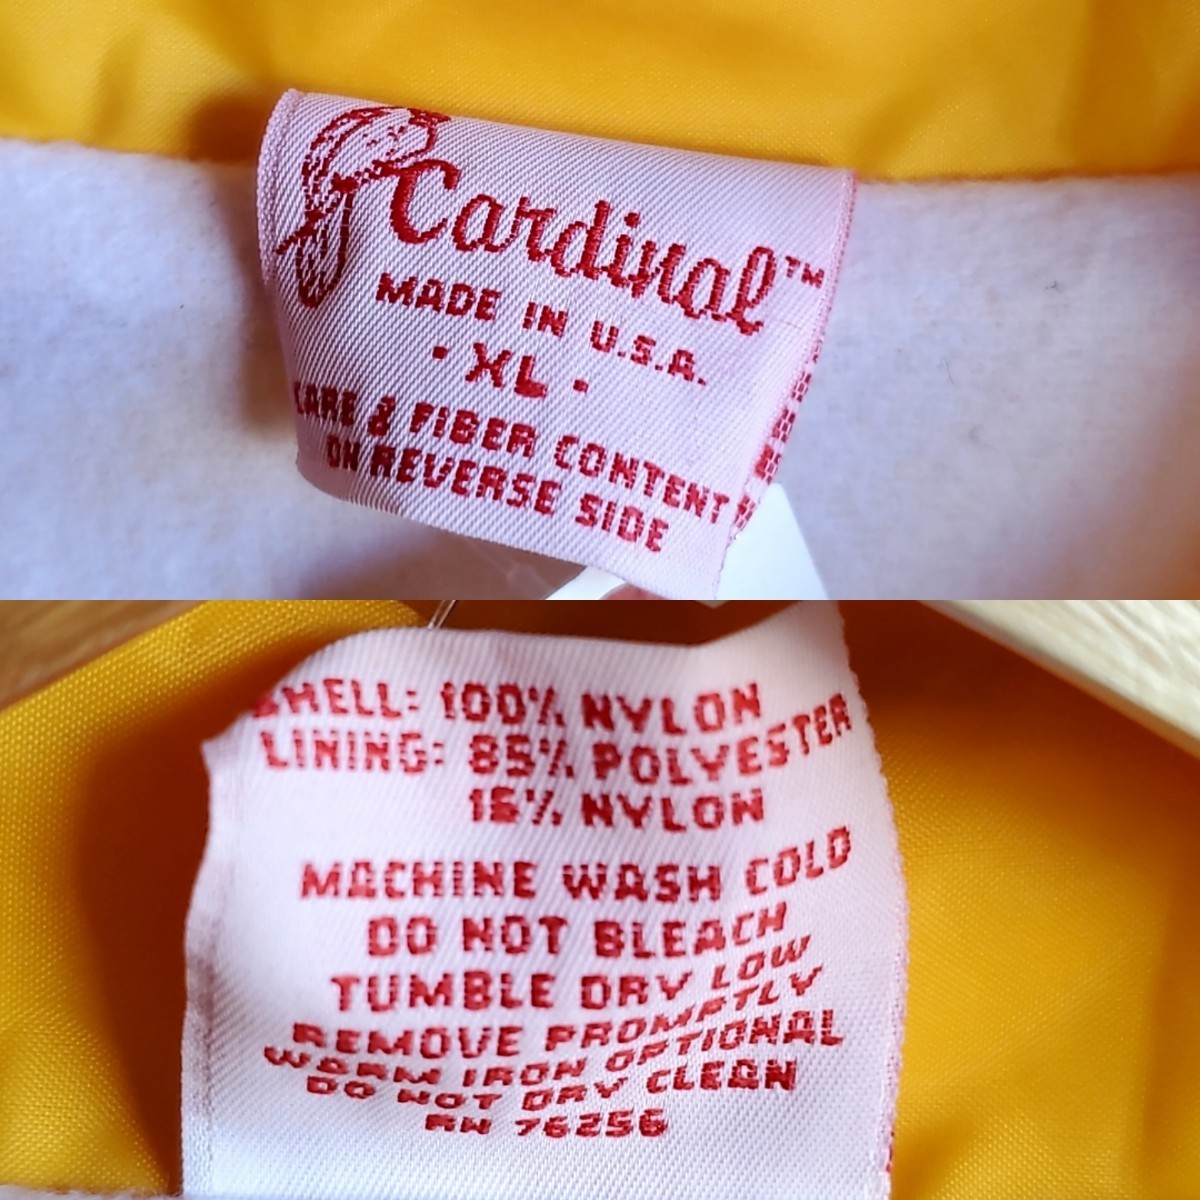 Cardinal™
MADE IN U.S.A.
· XL ·
CARE & FIBER CONTENT
ON REVERSE SIDE
SHELL: 100% NYLON
LINING: 85% POLYESTER
15% NYLON
MACHINE WASH COLD
DO NOT BLEACH
TUMBLE DRY LOW
REMOVE PROMPTLY
WARM IRON OPTIONAL
DO NOT DRY CLEAN
RN 76256